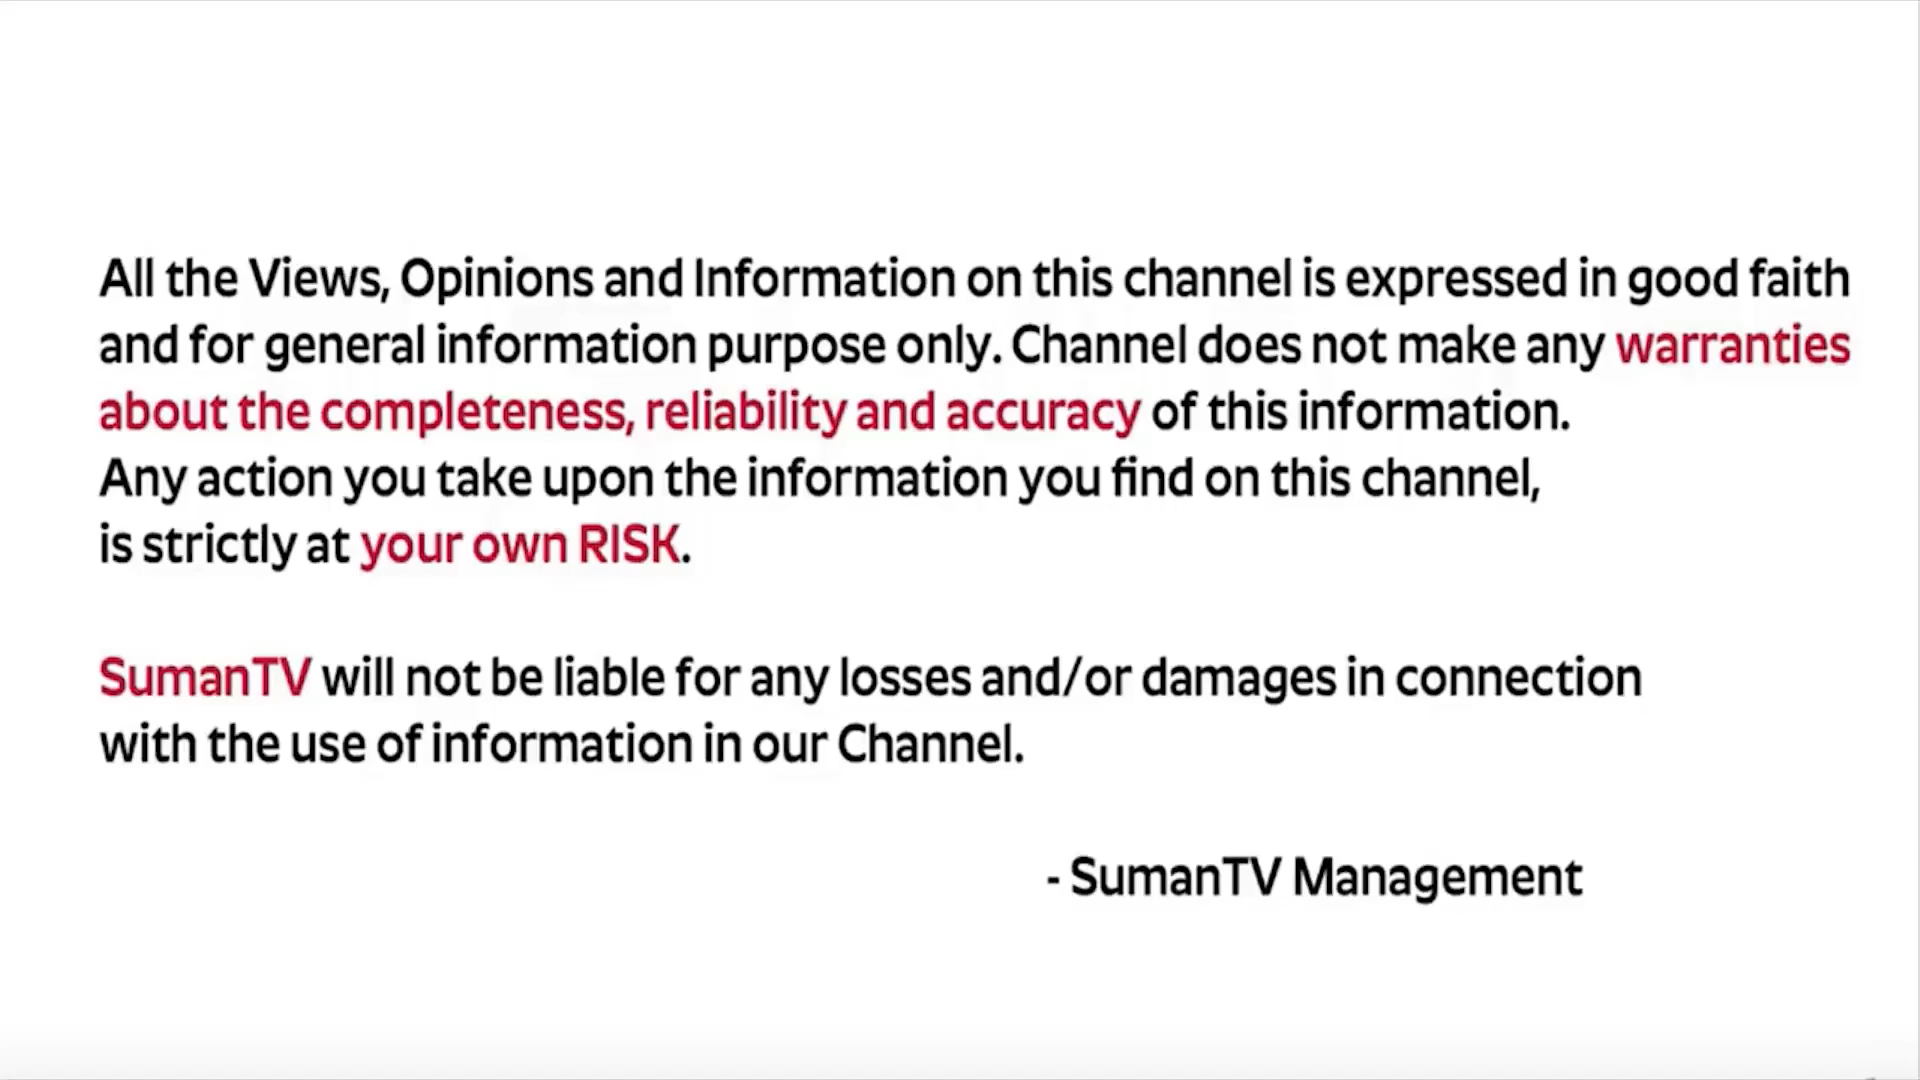 All the Views, Opinions and Information on this channel is expressed in good faith
and for general information purpose only. Channel does not make any warranties
about the completeness, reliability and accuracy of this information.
Any action you take upon the information you find on this channel,
is strictly at your own RISK.
SumanTV will not be liable for any losses and/or damages in connection
with the use of information in our Channel.
- SumanTV Management